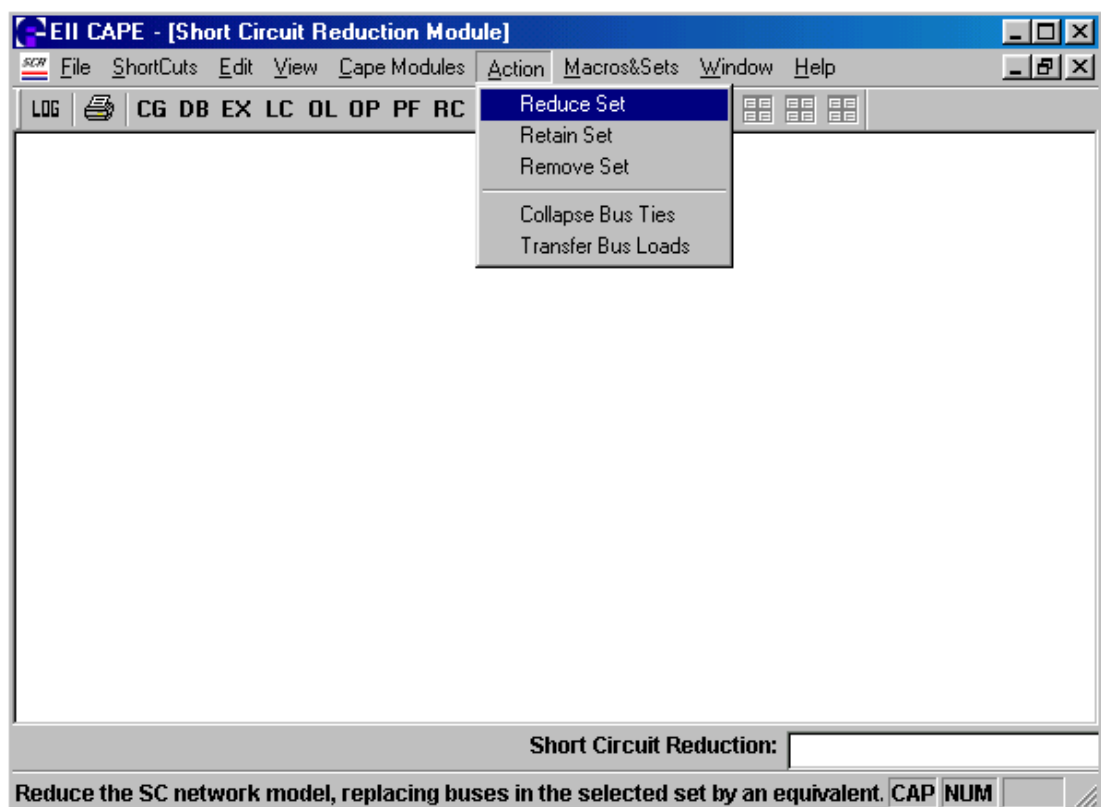 EII CAPE - [Short Circuit Reduction Module]
SCR File ShortCuts Edit View Cape Modules Action Macros&Sets Window Help
LOG CG DB EX LC OL OP PF RC
Reduce Set
Retain Set
Remove Set
Collapse Bus Ties
Transfer Bus Loads
Short Circuit Reduction:
Reduce the SC network model, replacing buses in the selected set by an equivalent. CAP NUM